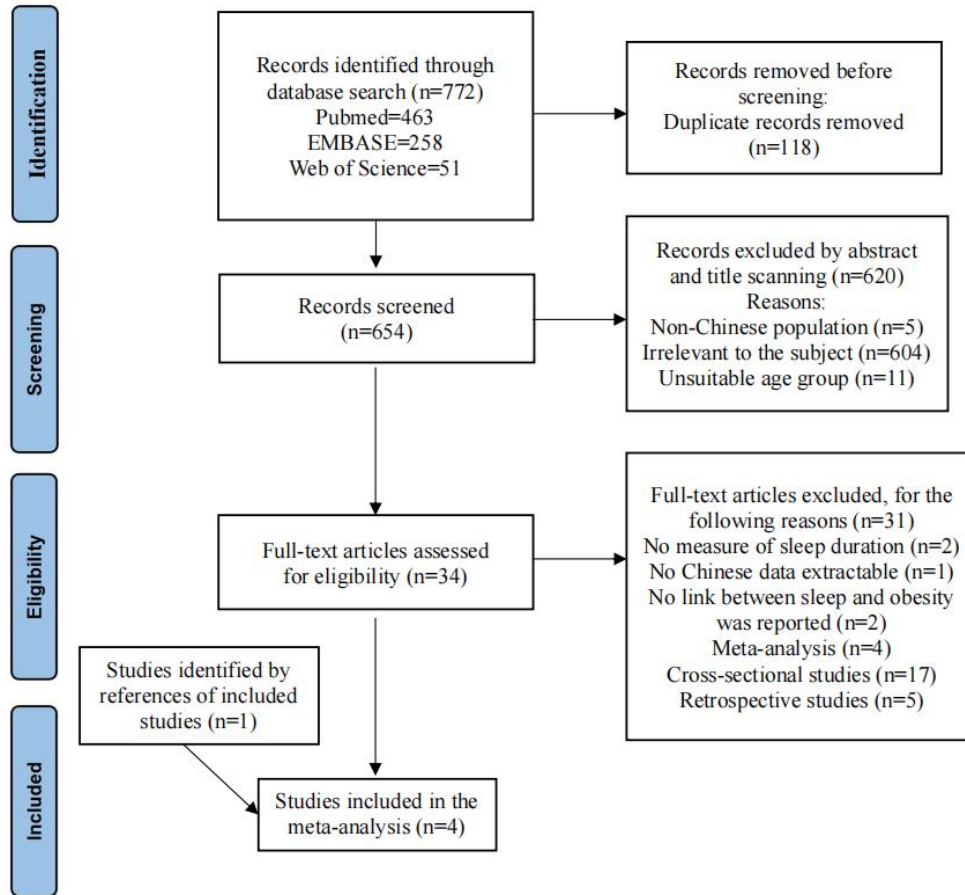 Identification
Records identified through
database search (n=772)
Pubmed=463
EMBASE=258
Web of Science=51
Records removed before
screening:
Duplicate records removed
(n=118)
Screening
Records screened
(n=654)
Records excluded by abstract
and title scanning (n=620)
Reasons:
Non-Chinese population (n=5)
Irrelevant to the subject (n=604)
Unsuitable age group (n=11)
Eligibility
Full-text articles assessed
for eligibility (n=34)
Full-text articles excluded, for the
following reasons (n=31)
No measure of sleep duration (n=2)
No Chinese data extractable (n=1)
No link between sleep and obesity
was reported (n=2)
Meta-analysis (n=4)
Cross-sectional studies (n=17)
Retrospective studies (n=5)
Included
Studies identified by
references of included
studies (n=1)
Studies included in the
meta-analysis (n=4)